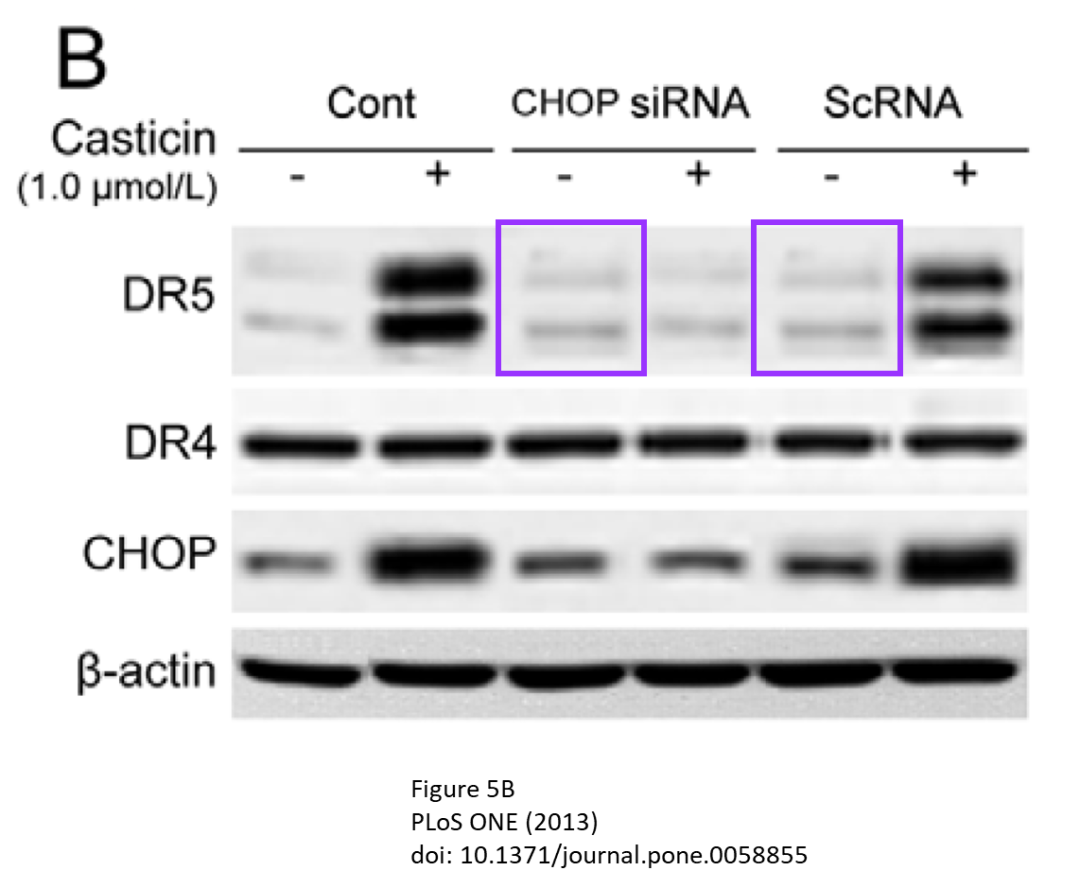 B
Cont CHOP siRNA ScRNA
Casticin
(1.0 μmol/L) - + - + - +
DR5
DR4
CHOP
β-actin
Figure 5B
PLoS ONE (2013)
doi: 10.1371/journal.pone.0058855